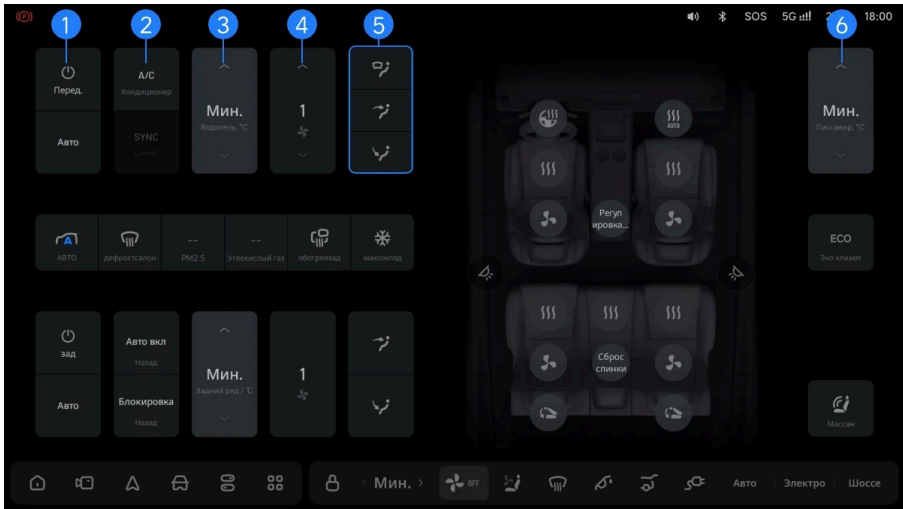 (P)
1
2
3
4
5
6
SOS
5G
18:00
Перед.
Авто
A/C
Кондиционер
SYNC
Мин.
Водитель, °C
1
AUTO
Мин.
Пассажир, °C
Регул
ировка...
АВТО
дефростсалон
--
PM2.5
--
Углекислый газ
обогревзад
максохлад
ECO
Эко климат
зад
Авто
Авто вкл
Назад
Блокировка
Назад
Мин.
Задний ряд / °C
1
Сброс
спинки
Массаж
Мин.
OFF
Авто
Электро
Шоссе